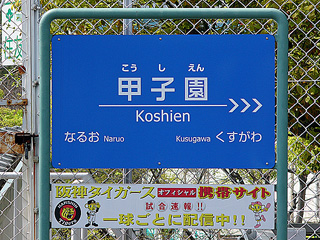 こうしえん
甲子園
Koshien
なるお Naruo Kusugawa くすがわ
阪神タイガース オフィシャル 携帯サイト
試合速報!!
一球ごとに配信中!!